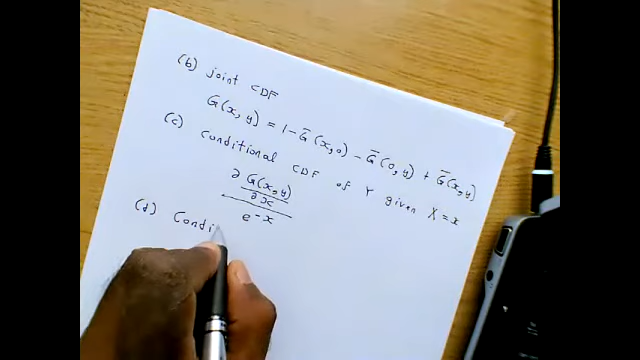 (b) joint CDF
G(x, y) = 1 - Ḡ(x, 0) - Ḡ(0, y) + Ḡ(x, y)
(c) Conditional CDF of Y given X = x
∂ G(x, y)
∂x
e^-x
(d) Condi